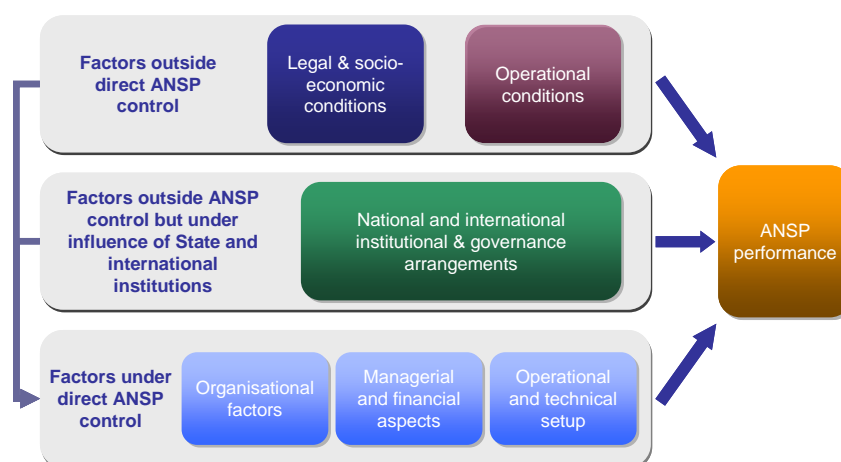 Factors outside
direct ANSP
control
Legal & socio-
economic
conditions
Operational
conditions
Factors outside ANSP
control but under
influence of State and
international
institutions
National and international
institutional & governance
arrangements
ANSP
performance
Factors under
direct ANSP
control
Organisational
factors
Managerial
and financial
aspects
Operational
and technical
setup